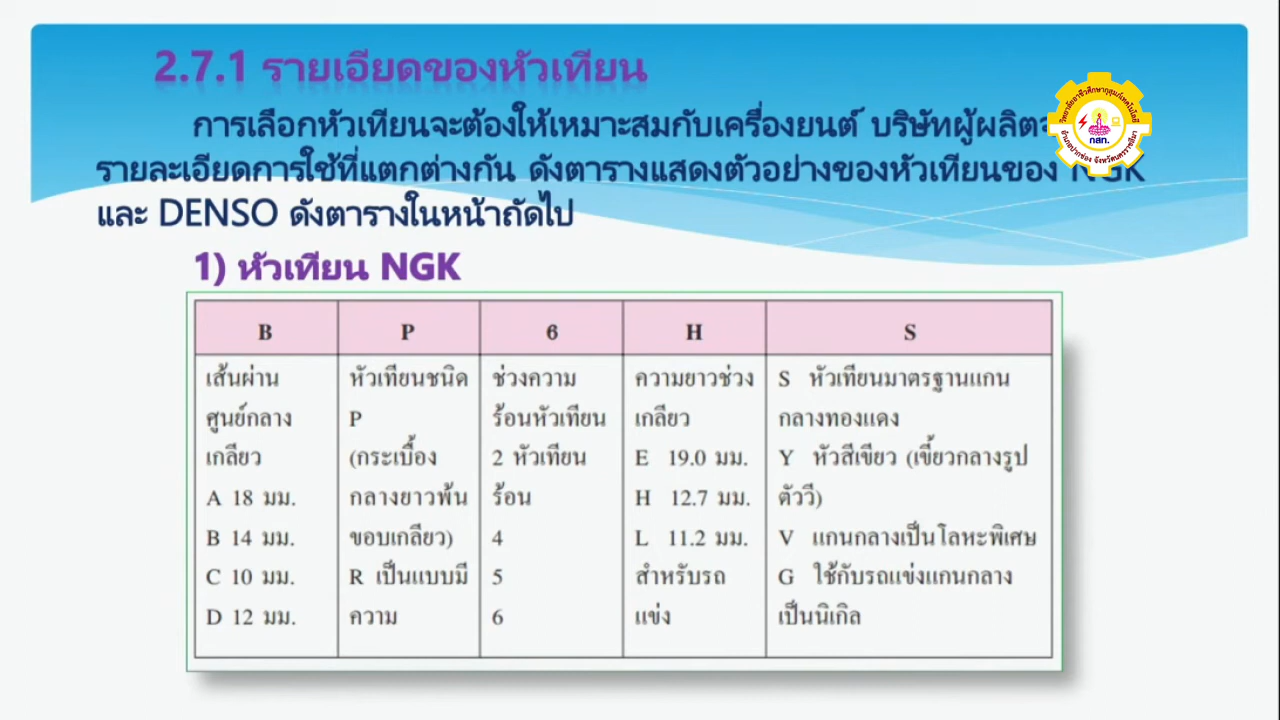 2.7.1 รายเอียดของหัวเทียน
การเลือกหัวเทียนจะต้องให้เหมาะสมกับเครื่องยนต์ บริษัทผู้ผลิต
รายละเอียดการใช้ที่แตกต่างกัน ดังตารางแสดงตัวอย่างของหัวเทียนของ NGK
และ DENSO ดังตารางในหน้าถัดไป
1) หัวเทียน NGK
B P 6 H S
เส้นผ่าน
ศูนย์กลาง
เกลียว
A 18 มม.
B 14 มม.
C 10 มม.
D 12 มม.
หัวเทียนชนิด
P
(กระเบื้อง
กลางยาวพ้น
ขอบเกลียว)
R เป็นแบบมี
ความ
ช่วงความ
ร้อนหัวเทียน
2 หัวเทียน
ร้อน
4
5
6
ความยาวช่วง
เกลียว
E 19.0 มม.
H 12.7 มม.
L 11.2 มม.
สำหรับรถ
แข่ง
S หัวเทียนมาตรฐานแกน
กลางทองแดง
Y หัวสีเขียว (เขี้ยวกลางรูป
ตัววี)
V แกนกลางเป็นโลหะพิเศษ
G ใช้กับรถแข่งแกนกลาง
เป็นนิเกิล
กสท.